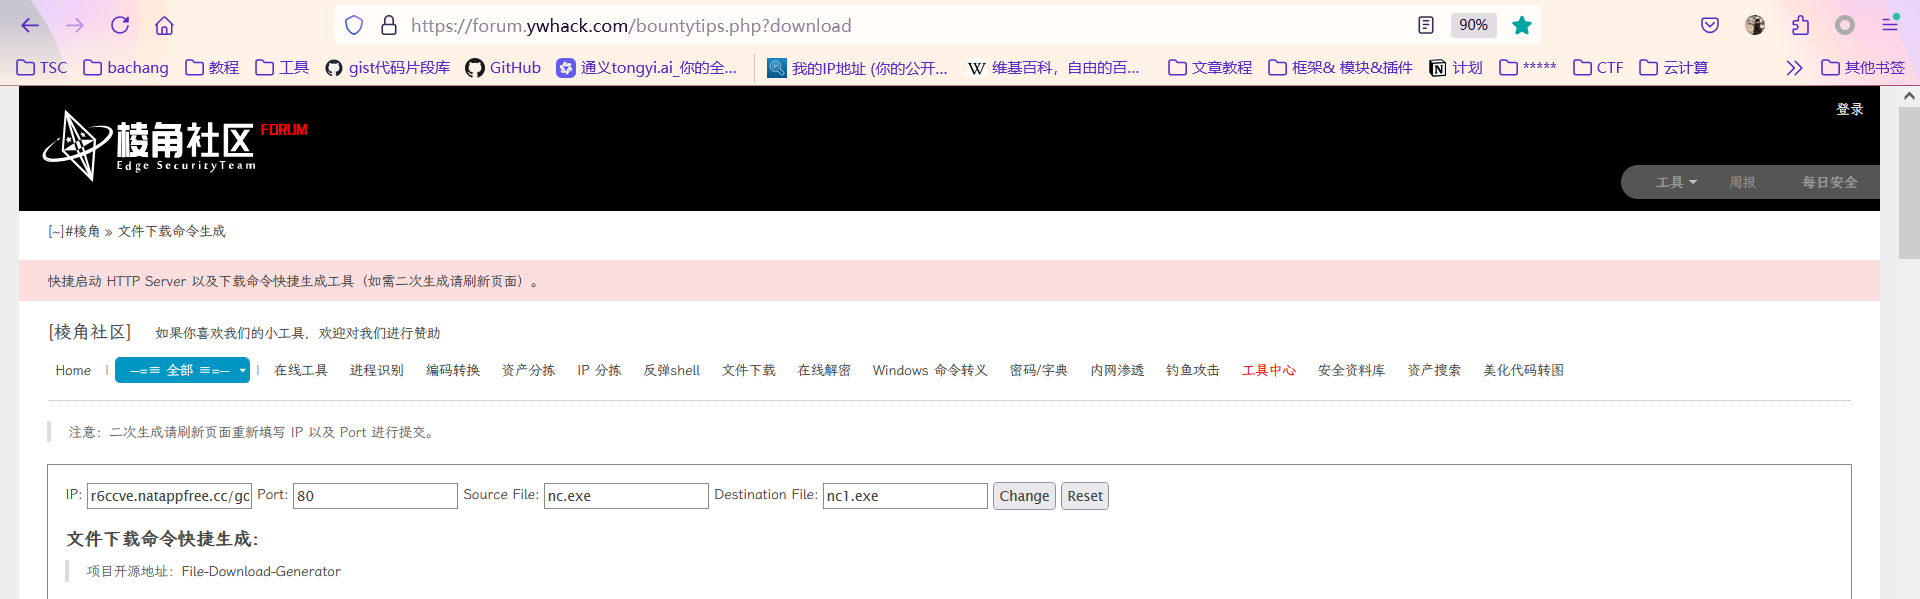 https://forum.ywhack.com/bountytips.php?download 90%
TSC bachang 教程 工具 gist代码片段库 GitHub 通义tongyi.ai_你的全... 我的IP地址 (你的公开... 维基百科，自由的百... 文章教程 框架& 模块&插件 计划 ***** CTF 云计算 其他书签
登录
棱角社区 FORUM
Edge SecurityTeam
工具 周报 每日安全
[~]#棱角 » 文件下载命令生成
快捷启动 HTTP Server 以及下载命令快捷生成工具（如需二次生成请刷新页面）。
[棱角社区] 如果你喜欢我们的小工具，欢迎对我们进行赞助
Home | —=≡ 全部 ≡=— | 在线工具 进程识别 编码转换 资产分拣 IP 分拣 反弹shell 文件下载 在线解密 Windows 命令转义 密码/字典 内网渗透 钓鱼攻击 工具中心 安全资料库 资产搜索 美化代码转图
注意：二次生成请刷新页面重新填写 IP 以及 Port 进行提交。
IP: r6ccve.natappfree.cc/gc Port: 80 Source File: nc.exe Destination File: nc1.exe Change Reset
文件下载命令快捷生成：
项目开源地址：File-Download-Generator